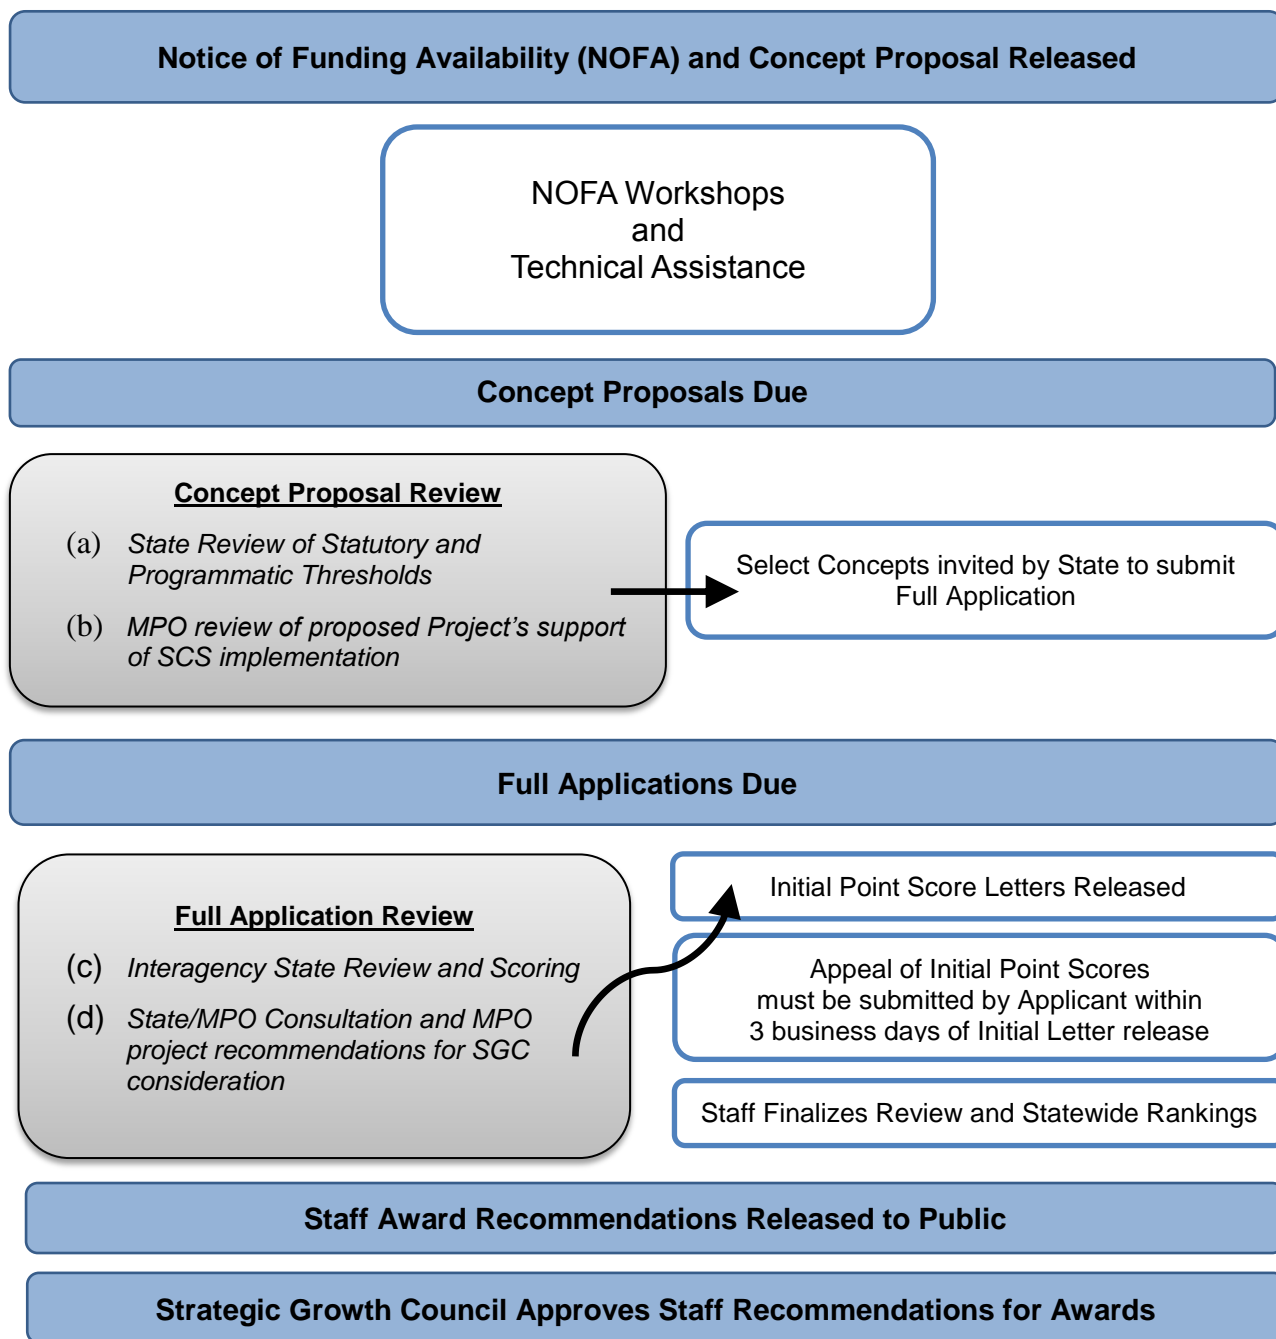 Notice of Funding Availability (NOFA) and Concept Proposal Released
NOFA Workshops
and
Technical Assistance
Concept Proposals Due
Concept Proposal Review
(a) State Review of Statutory and
Programmatic Thresholds
(b) MPO review of proposed Project's support
of SCS implementation
Select Concepts invited by State to submit
Full Application
Full Applications Due
Full Application Review
(c) Interagency State Review and Scoring
(d) State/MPO Consultation and MPO
project recommendations for SGC
consideration
Initial Point Score Letters Released
Appeal of Initial Point Scores
must be submitted by Applicant within
3 business days of Initial Letter release
Staff Finalizes Review and Statewide Rankings
Staff Award Recommendations Released to Public
Strategic Growth Council Approves Staff Recommendations for Awards